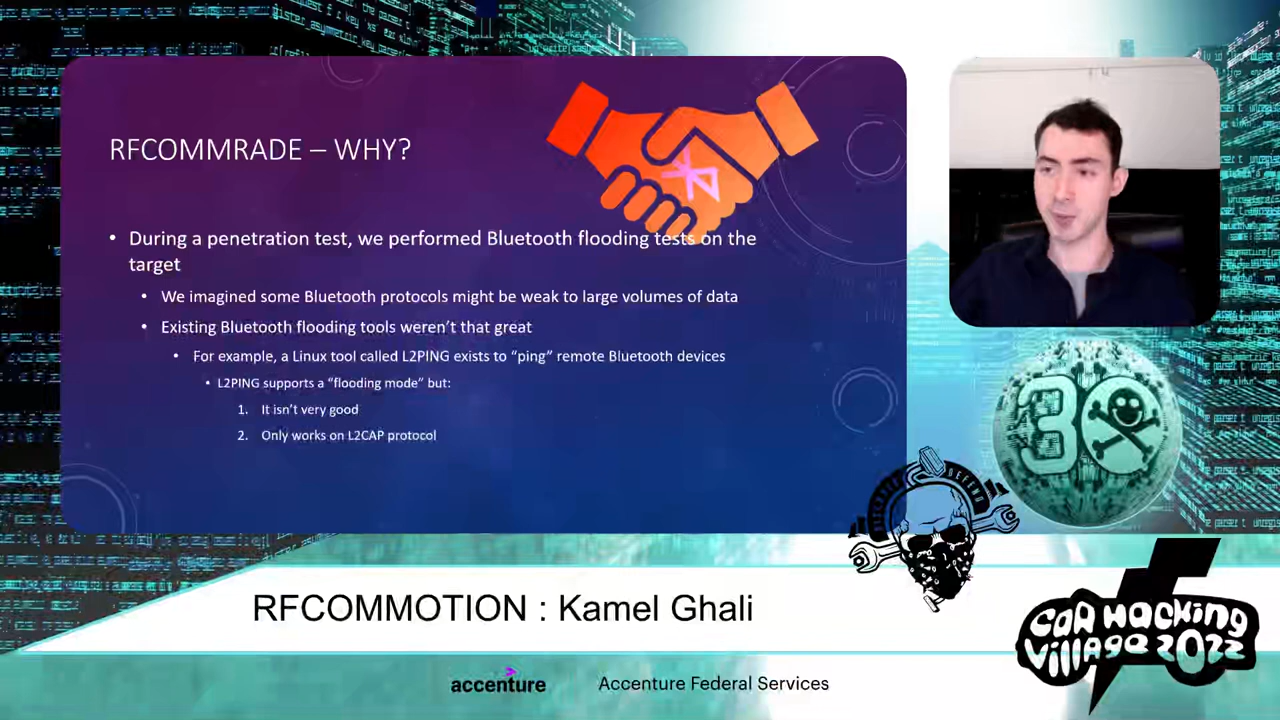 RFCOMMRADE – WHY?
• During a penetration test, we performed Bluetooth flooding tests on the
target
• We imagined some Bluetooth protocols might be weak to large volumes of data
• Existing Bluetooth flooding tools weren't that great
• For example, a Linux tool called L2PING exists to "ping" remote Bluetooth devices
• L2PING supports a "flooding mode" but:
1. It isn't very good
2. Only works on L2CAP protocol
30
DEFEND
RFCOMMOTION : Kamel Ghali
CAR HACKING
VILLAGE 2022
accenture
Accenture Federal Services